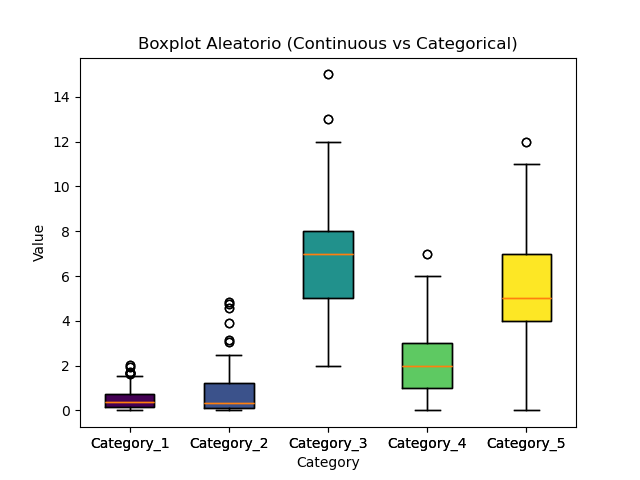 Boxplot Aleatorio (Continuous vs Categorical)
14
12
10
8
6
4
2
0
Value
Category_1 Category_2 Category_3 Category_4 Category_5
Category